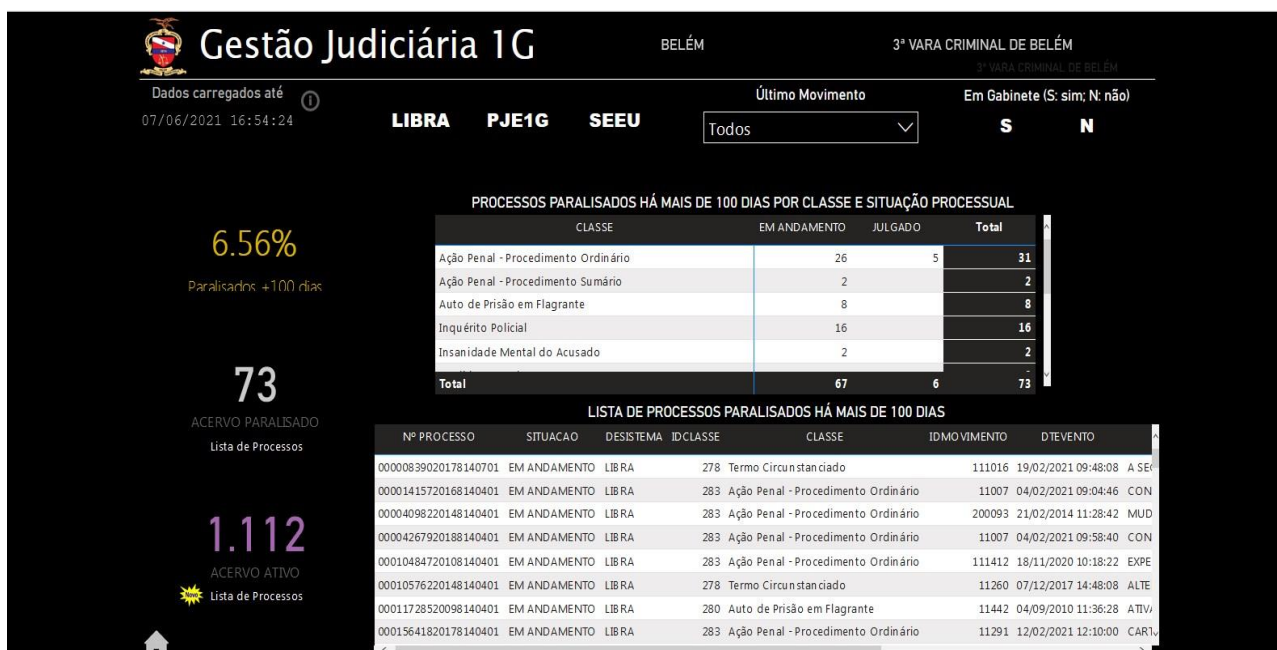 Gestão Judiciária 1G
BELÉM
3ª VARA CRIMINAL DE BELÉM
3ª VARA CRIMINAL DE BELÉM
Dados carregados até
07/06/2021 16:54:24
LIBRA PJE1G SEEU
Último Movimento
Todos
Em Gabinete (S: sim; N: não)
S N
6.56%
Paralisados +100 dias
73
ACERVO PARALISADO
Lista de Processos
1.112
ACERVO ATIVO
Novo
Lista de Processos
PROCESSOS PARALISADOS HÁ MAIS DE 100 DIAS POR CLASSE E SITUAÇÃO PROCESSUAL
CLASSE EM ANDAMENTO JULGADO Total
Ação Penal - Procedimento Ordinário 26 5 31
Ação Penal - Procedimento Sumário 2 2
Auto de Prisão em Flagrante 8 8
Inquérito Policial 16 16
Insanidade Mental do Acusado 2 2
Total 67 6 73
LISTA DE PROCESSOS PARALISADOS HÁ MAIS DE 100 DIAS
Nº PROCESSO SITUACAO DESISTEMA IDCLASSE CLASSE IDMOVIMENTO DTEVENTO
00000839020178140701 EM ANDAMENTO LIBRA 278 Termo Circunstanciado 111016 19/02/2021 09:48:08 A SE
00001415720168140401 EM ANDAMENTO LIBRA 283 Ação Penal - Procedimento Ordinário 11007 04/02/2021 09:04:46 CON
00004098220148140401 EM ANDAMENTO LIBRA 283 Ação Penal - Procedimento Ordinário 200093 21/02/2014 11:28:42 MUD
00004267920188140401 EM ANDAMENTO LIBRA 283 Ação Penal - Procedimento Ordinário 11007 04/02/2021 09:58:40 CON
00010484720108140401 EM ANDAMENTO LIBRA 283 Ação Penal - Procedimento Ordinário 111412 18/11/2020 10:18:22 EXPE
00010576220148140401 EM ANDAMENTO LIBRA 278 Termo Circunstanciado 11260 07/12/2017 14:48:08 ALTE
00011728520098140401 EM ANDAMENTO LIBRA 280 Auto de Prisão em Flagrante 11442 04/09/2010 11:36:28 ATIV
00015641820178140401 EM ANDAMENTO LIBRA 283 Ação Penal - Procedimento Ordinário 11291 12/02/2021 12:10:00 CART